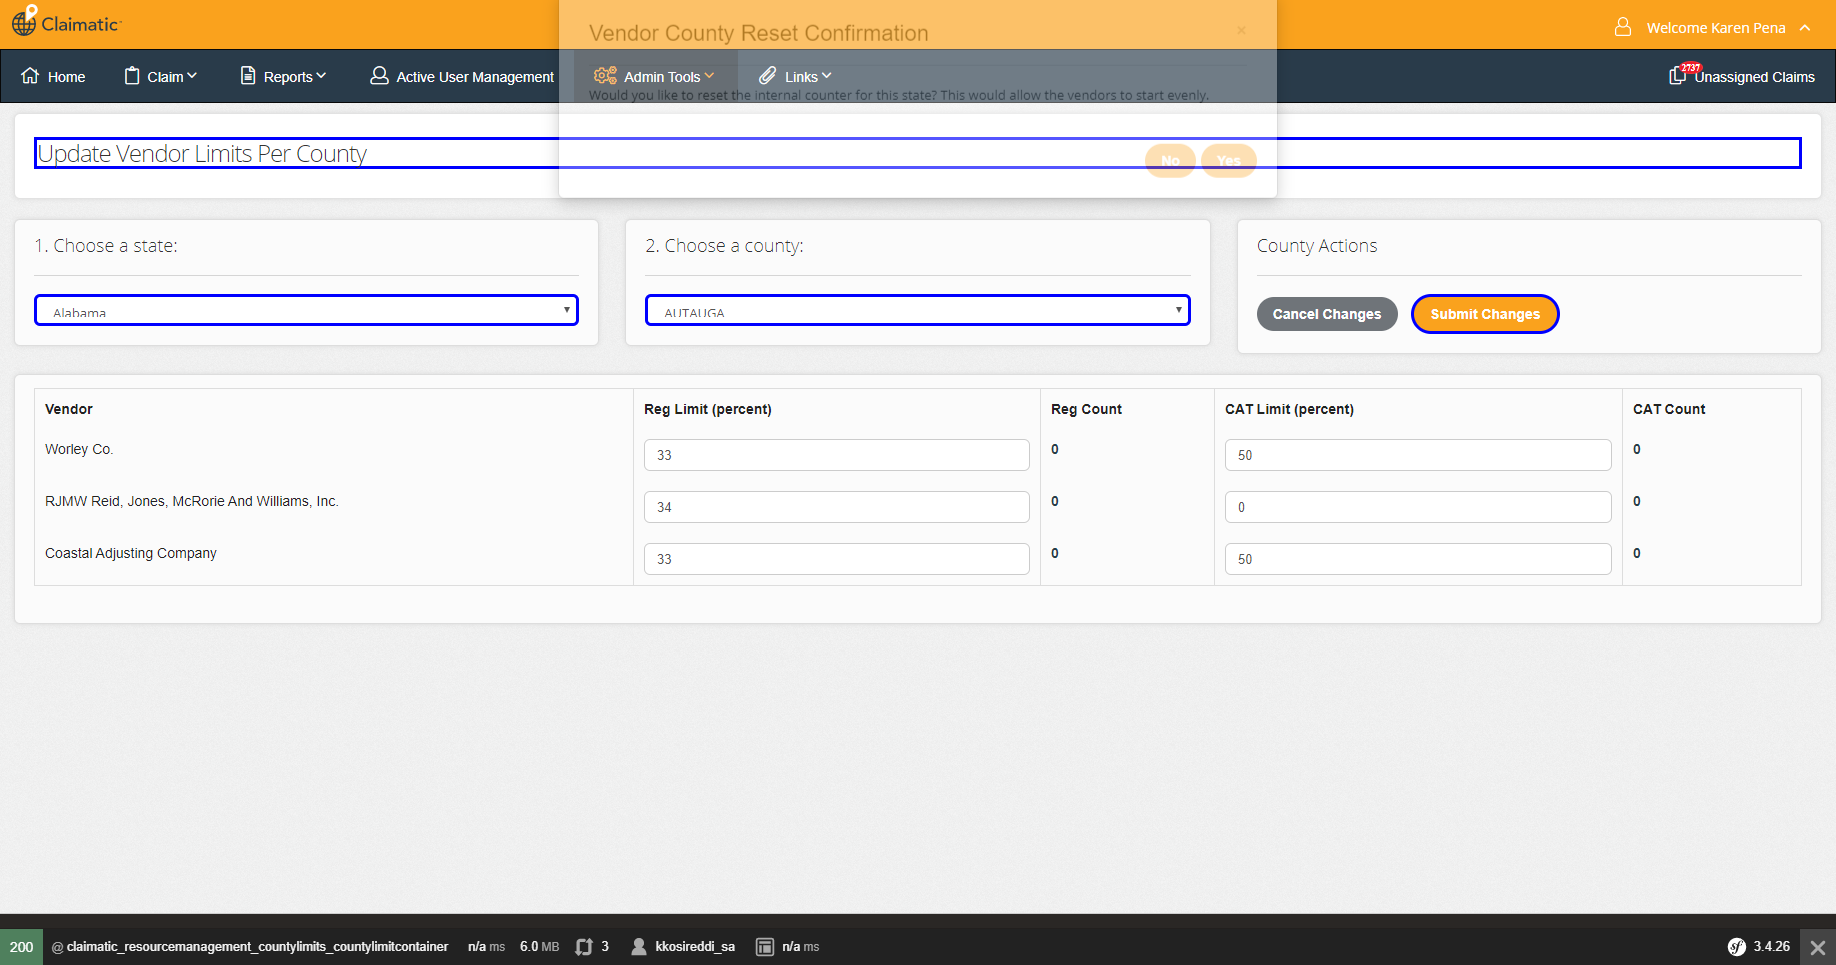 Claimatic
Welcome Karen Pena
Vendor County Reset Confirmation
×
Home
Claim
Reports
Active User Management
Admin Tools
Links
2737
Unassigned Claims
Would you like to reset the internal counter for this state? This would allow the vendors to start evenly.
No
Yes
Update Vendor Limits Per County
1. Choose a state:
Alabama
2. Choose a county:
AUTAUGA
County Actions
Cancel Changes
Submit Changes
Vendor Reg Limit (percent) Reg Count CAT Limit (percent) CAT Count
Worley Co. 33 0 50 0
RJMW Reid, Jones, McRorie And Williams, Inc. 34 0 0 0
Coastal Adjusting Company 33 0 50 0
200 @ claimatic_resourcemanagement_countylimits_countylimitcontainer n/a ms 6.0 MB 3 kkosireddi_sa n/a ms sf 3.4.26